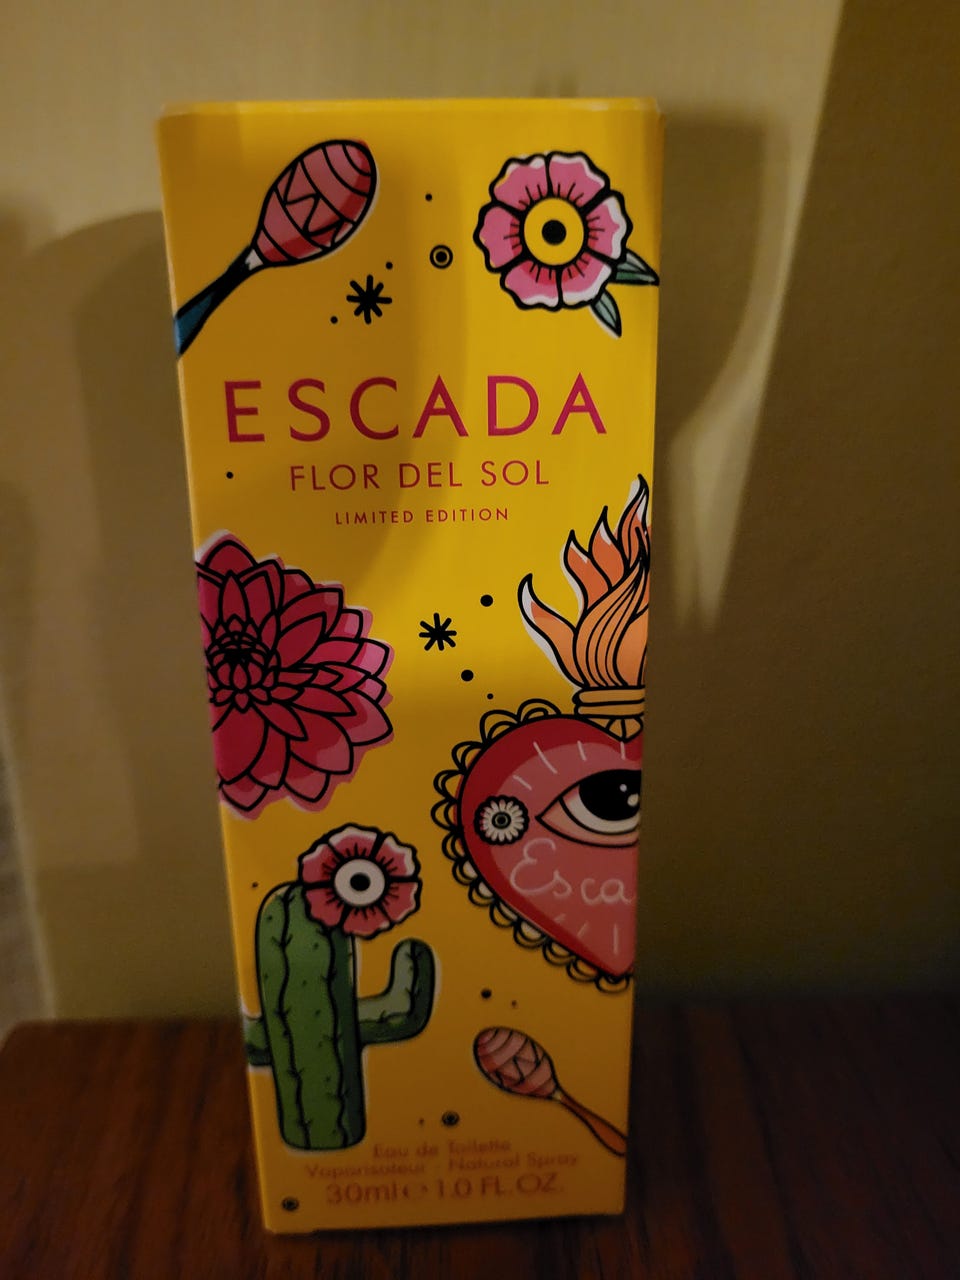 ESCADA
FLOR DEL SOL
LIMITED EDITION
Esca
Eau de Toilette
Vaporisateur - Natural Spray
30ml ℮ 1.0 FL. OZ.